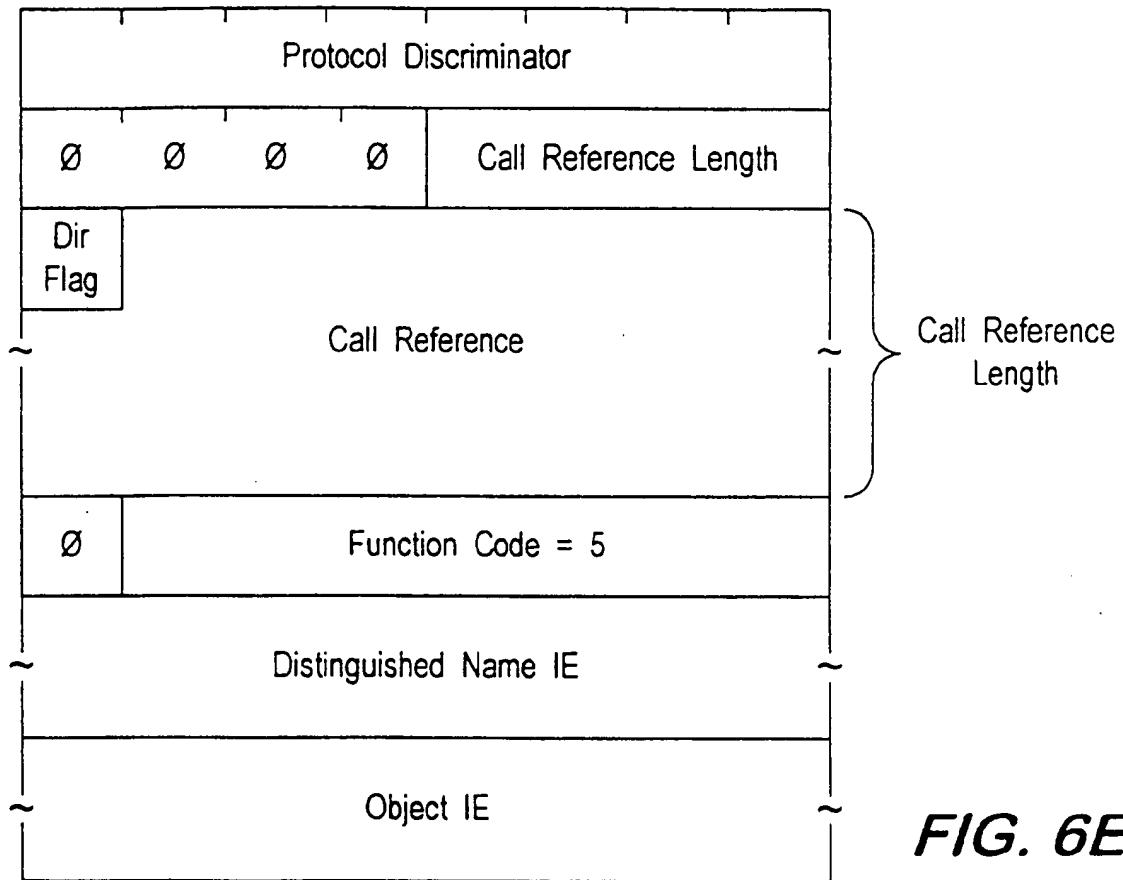 Protocol Discriminator
Ø Ø Ø Ø Call Reference Length
Dir
Flag
Call Reference
Call Reference
Length
Ø Function Code = 5
Distinguished Name IE
Object IE
FIG. 6E